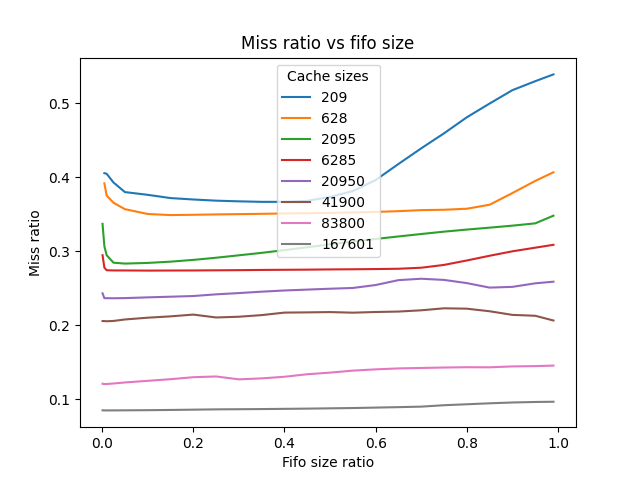 Miss ratio vs fifo size
Cache sizes
209
628
2095
6285
20950
41900
83800
167601
Miss ratio
0.5
0.4
0.3
0.2
0.1
0.0 0.2 0.4 0.6 0.8 1.0
Fifo size ratio